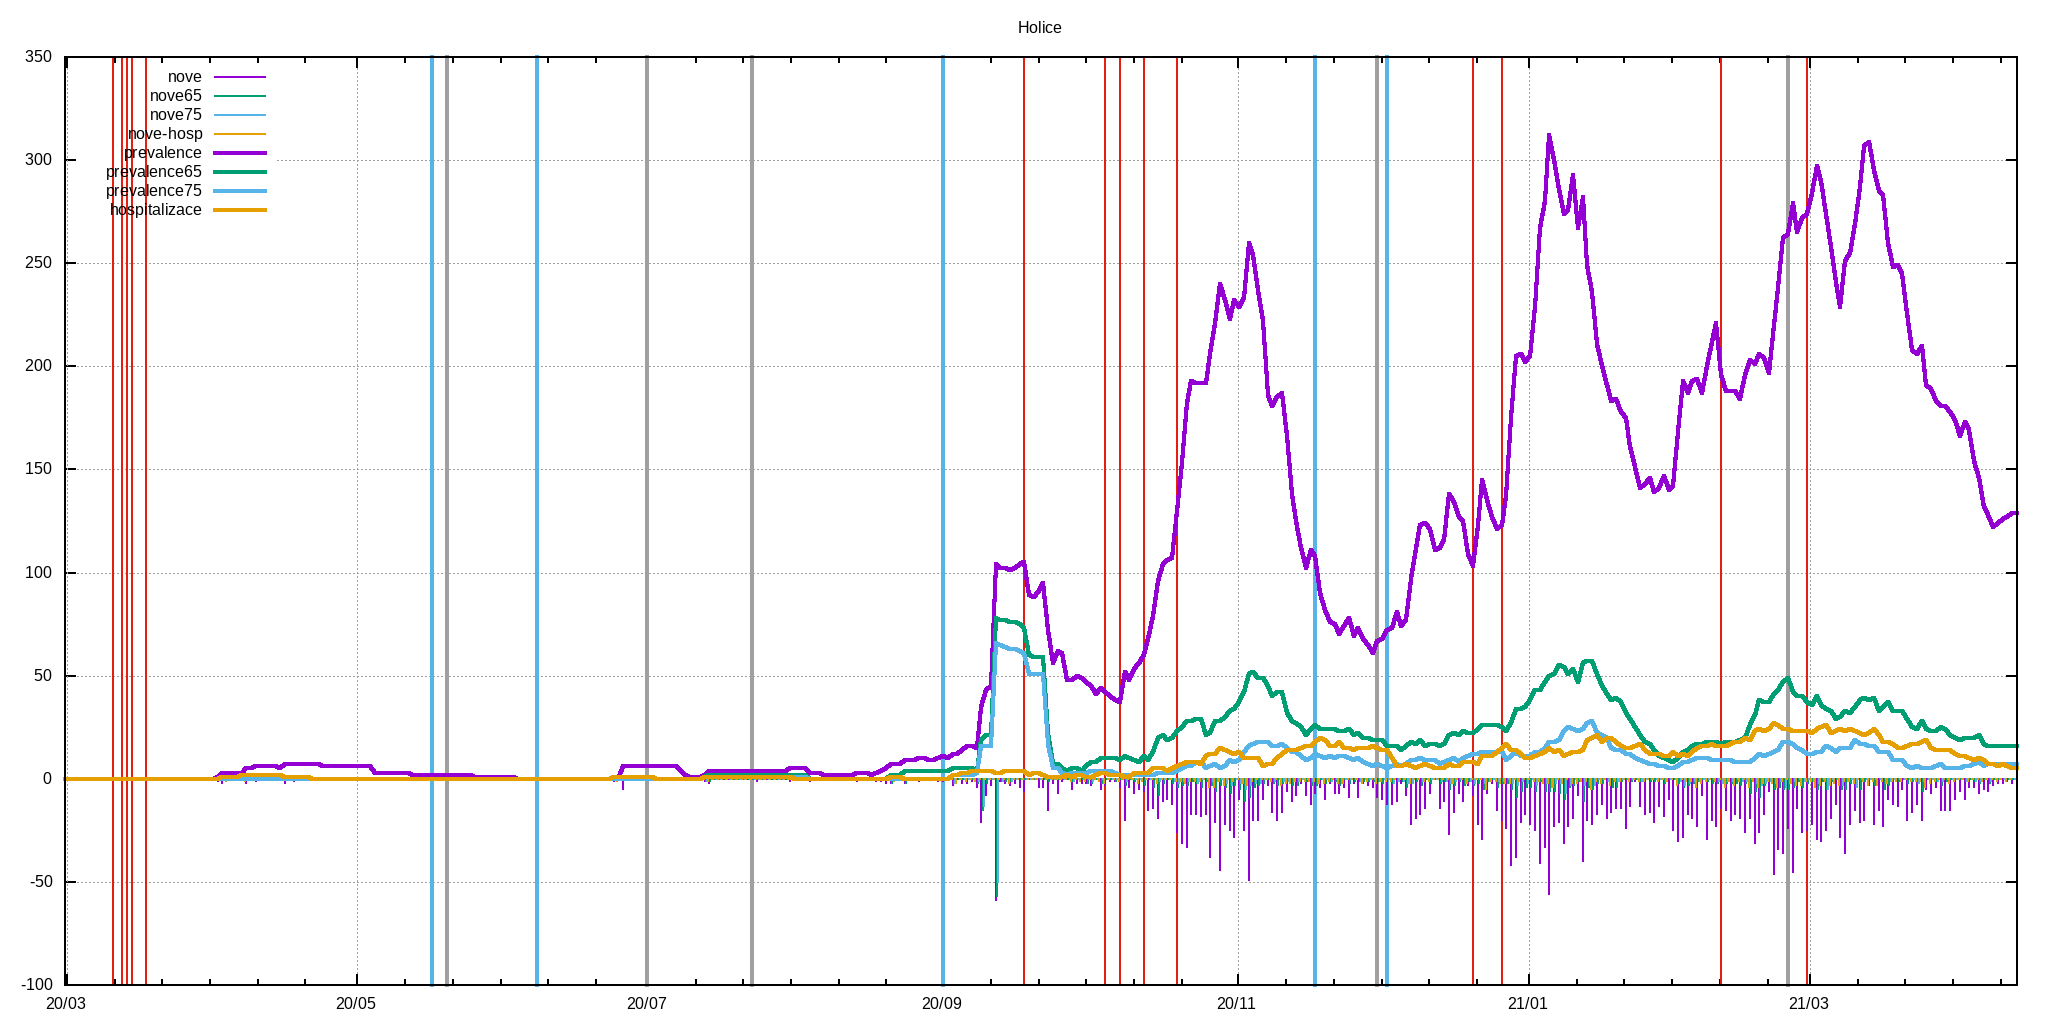 Holice
350
300
250
200
150
100
50
0
-50
-100
nove
nove65
nove75
nove-hosp
prevalence
prevalence65
prevalence75
hospitalizace
20/03 20/05 20/07 20/09 20/11 21/01 21/03